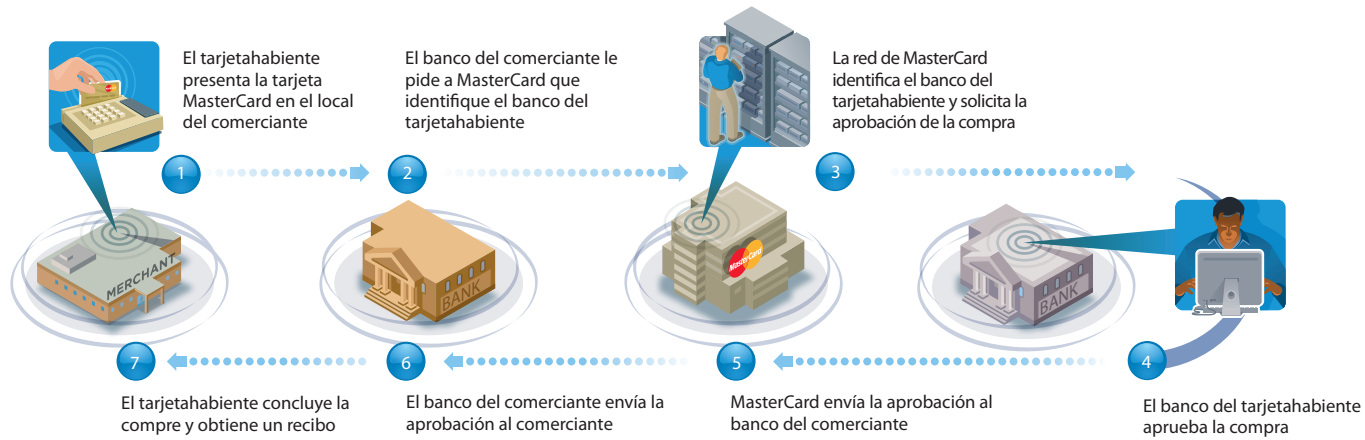 El tarjetahabiente
presenta la tarjeta
MasterCard en el local
del comerciante
El banco del comerciante le
pide a MasterCard que
identifique el banco del
tarjetahabiente
La red de MasterCard
identifica el banco del
tarjetahabiente y solicita la
aprobación de la compra
1
2
3
MERCHANT
BANK
MasterCard
BANK
7
6
5
4
El tarjetahabiente concluye la
compre y obtiene un recibo
El banco del comerciante envía la
aprobación al comerciante
MasterCard envía la aprobación al
banco del comerciante
El banco del tarjetahabiente
aprueba la compra